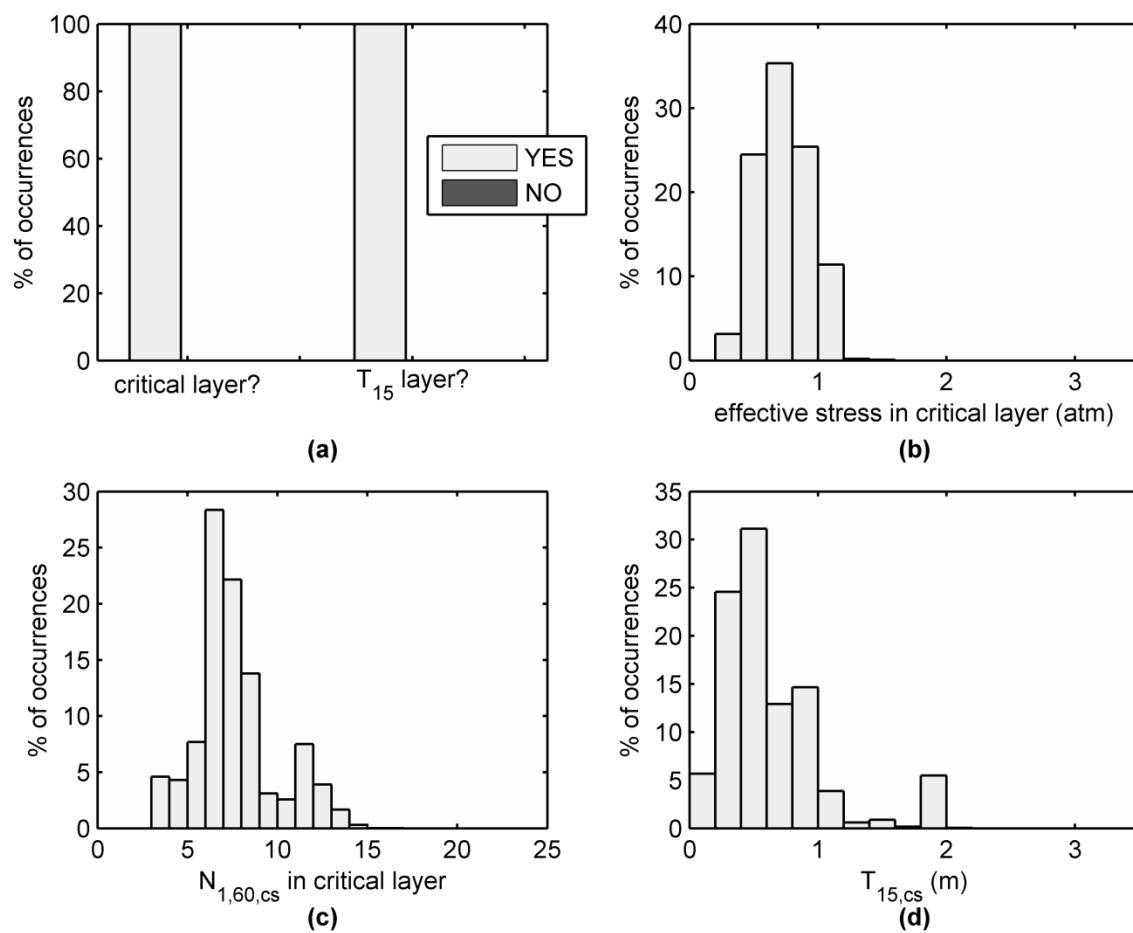 100
80
60
40
20
0
% of occurrences
critical layer?
T15 layer?
YES
NO
(a)
40
30
20
10
0
% of occurrences
0 1 2 3
effective stress in critical layer (atm)
(b)
30
25
20
15
10
5
0
% of occurrences
0 5 10 15 20 25
N1,60,cs in critical layer
(c)
35
30
25
20
15
10
5
0
% of occurrences
0 1 2 3
T15,cs (m)
(d)